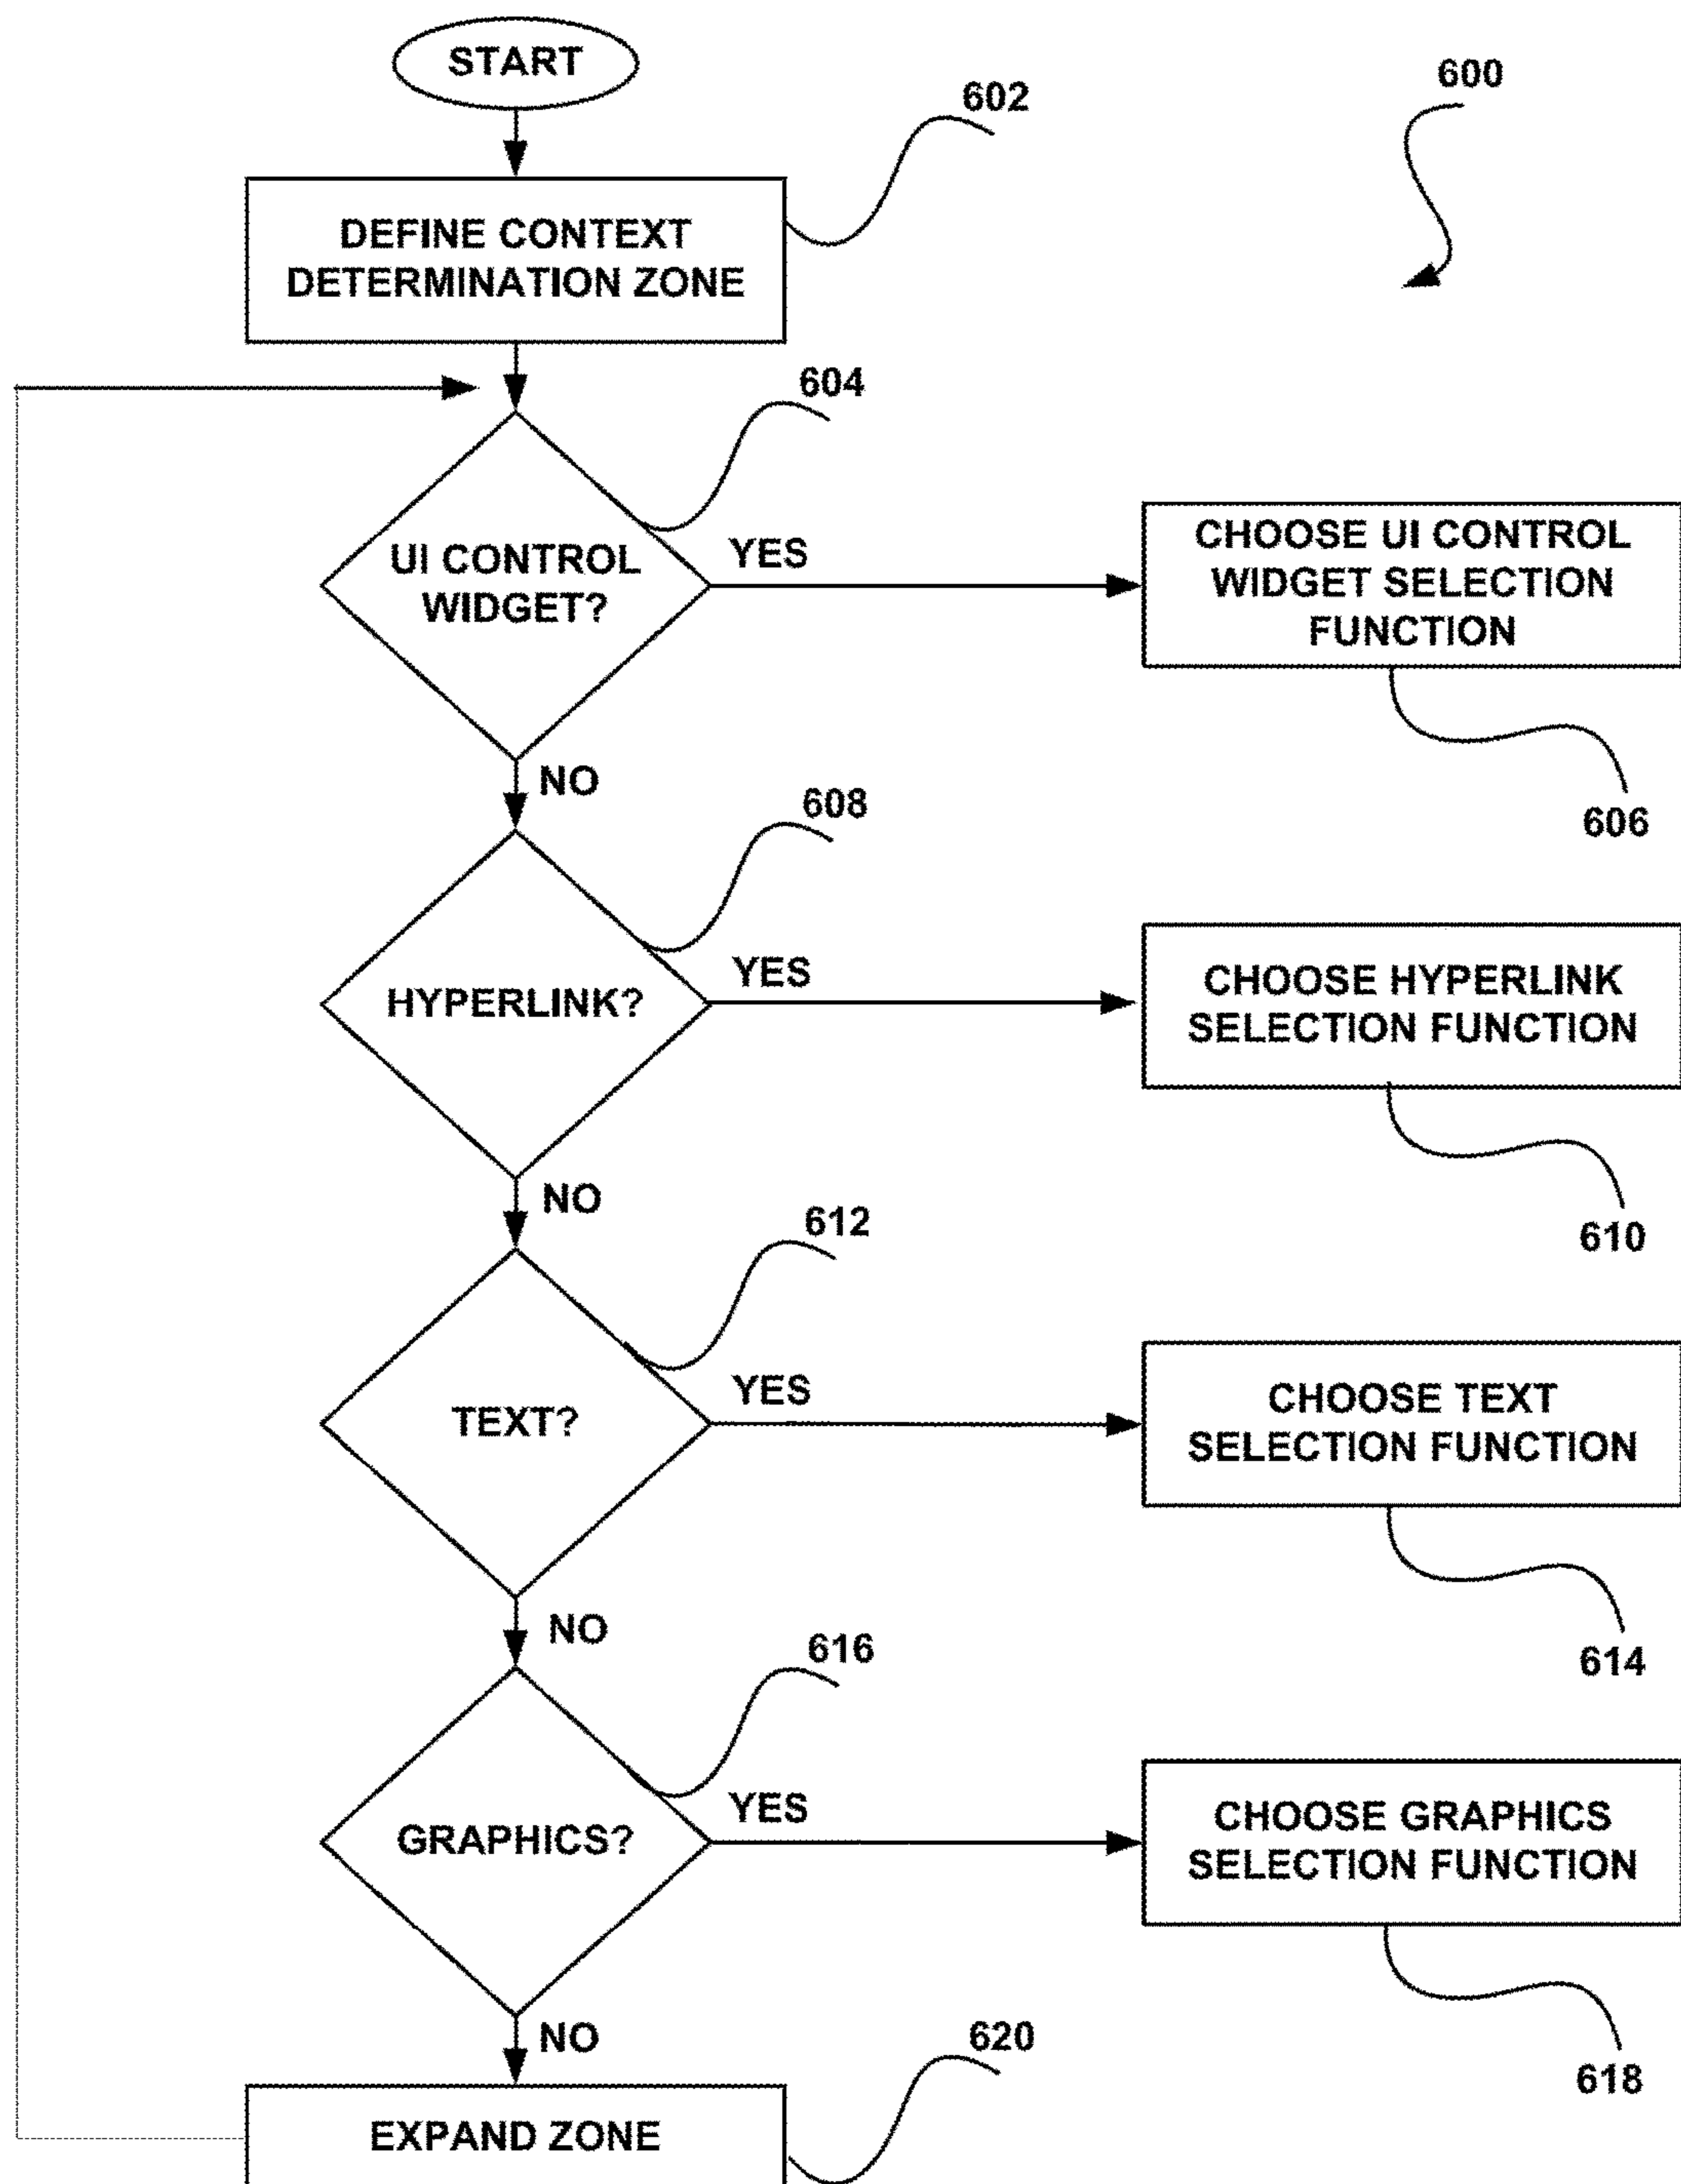 START
600
602
DEFINE CONTEXT
DETERMINATION ZONE
604
UI CONTROL
WIDGET?
YES
CHOOSE UI CONTROL
WIDGET SELECTION
FUNCTION
606
NO
608
HYPERLINK?
YES
CHOOSE HYPERLINK
SELECTION FUNCTION
610
NO
612
TEXT?
YES
CHOOSE TEXT
SELECTION FUNCTION
614
NO
616
GRAPHICS?
YES
CHOOSE GRAPHICS
SELECTION FUNCTION
618
NO
620
EXPAND ZONE